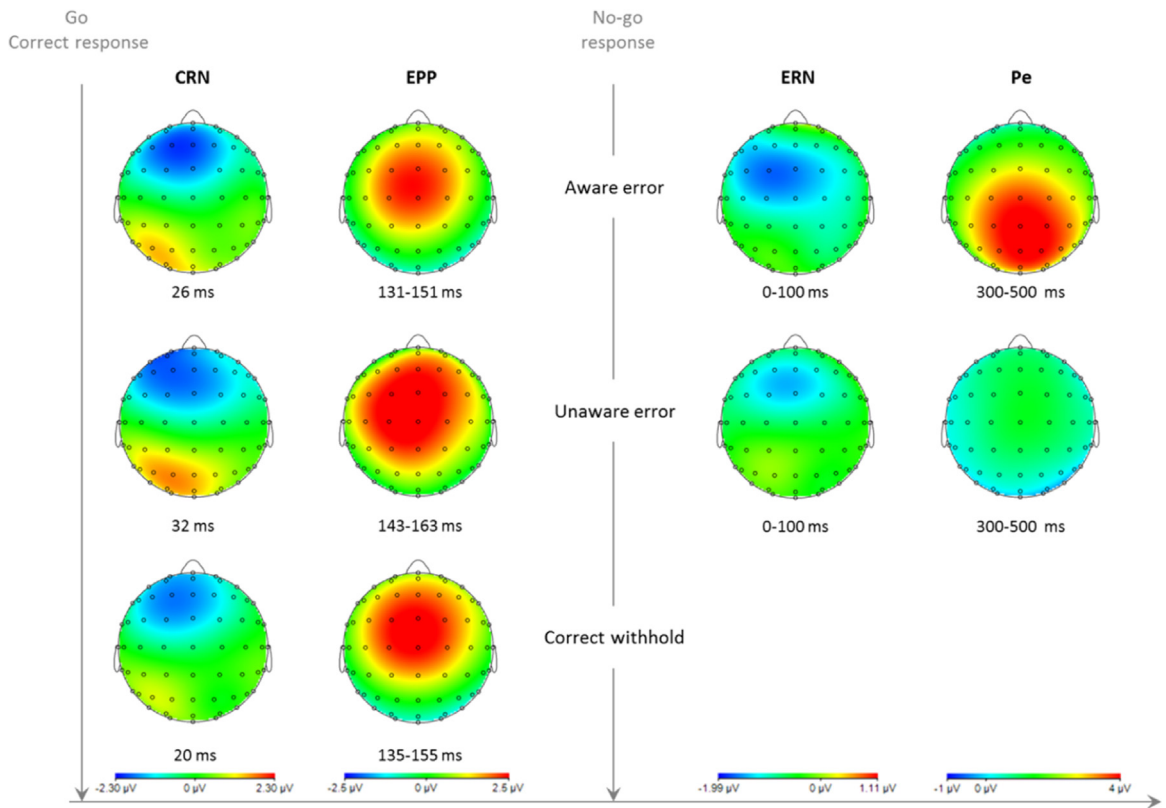 Go
Correct response
No-go
response
CRN
EPP
ERN
Pe
Aware error
26 ms
131-151 ms
0-100 ms
300-500 ms
Unaware error
32 ms
143-163 ms
0-100 ms
300-500 ms
Correct withhold
20 ms
135-155 ms
-2.30 µV 0 µV 2.30 µV
-2.5 µV 0 µV 2.5 µV
-1.99 µV 0 µV 1.11 µV
-1 µV 0 µV 4 µV